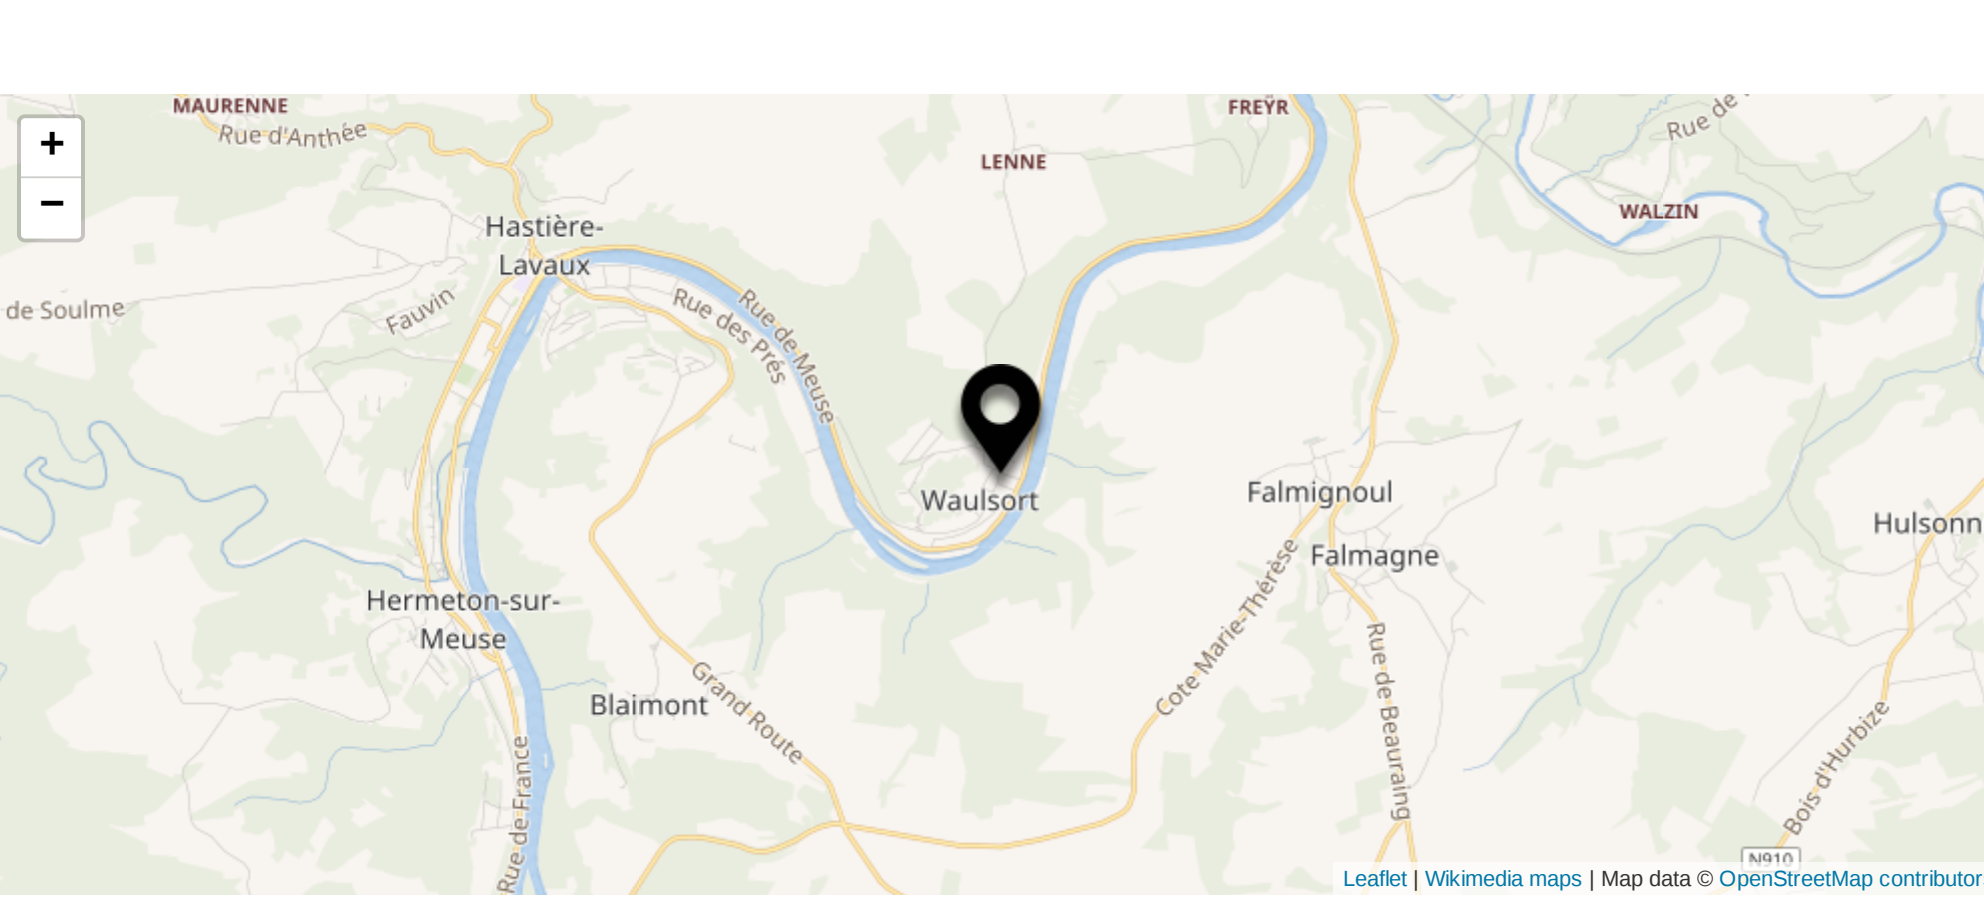 MAURENNE
Rue d'Anthée
FREŸR
Rue de
+
LENNE
−
WALZIN
Hastière-
Lavaux
de Soulme
Fauvin
Rue des Prés
Rue de Meuse
Waulsort
Falmignoul
Hulsonn
Falmagne
Hermeton-sur-
Meuse
Cote Marie-Thérèse
Blaimont
Grand Route
Rue de Beauraing
Rue de France
Bois d'Hurbize
N910
Leaflet | Wikimedia maps | Map data © OpenStreetMap contributor